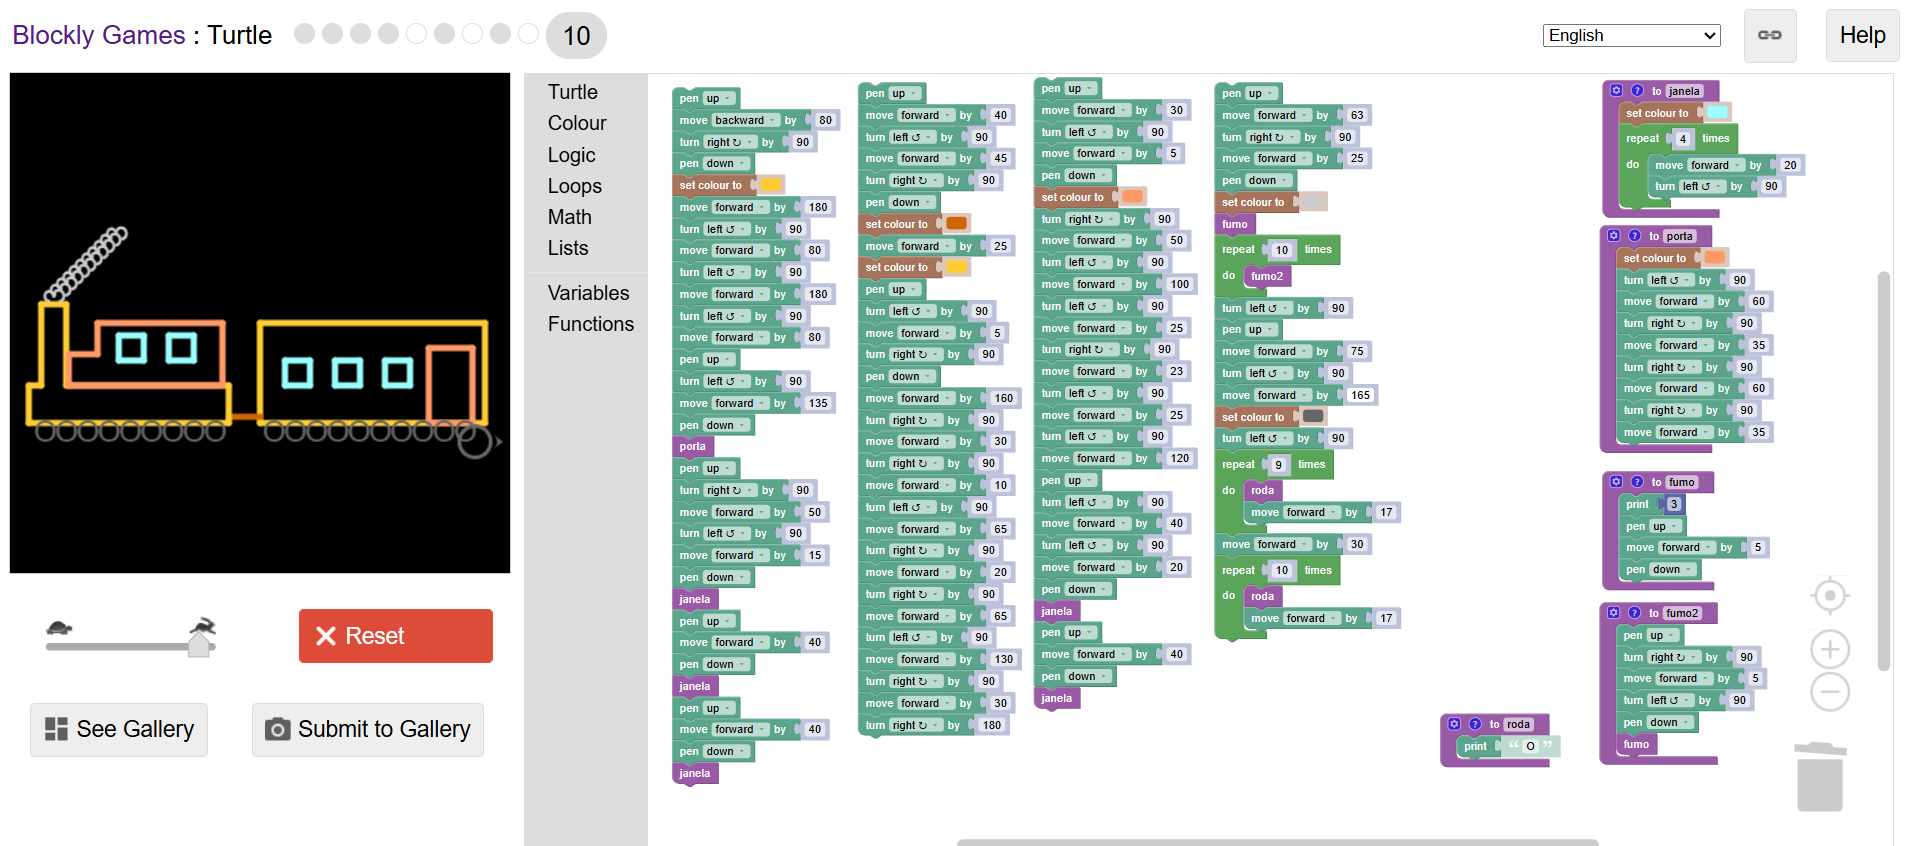 Blockly Games : Turtle
10
English
Help
Turtle
Colour
Logic
Loops
Math
Lists
Variables
Functions
Reset
See Gallery
Submit to Gallery
pen up
move backward by 80
turn right ↻ by 90
pen down
set colour to
move forward by 180
turn left ↺ by 90
move forward by 80
turn left ↺ by 90
move forward by 180
turn left ↺ by 90
move forward by 80
pen up
turn left ↺ by 90
move forward by 135
pen down
porta
pen up
turn right ↻ by 90
move forward by 50
turn left ↺ by 90
move forward by 15
pen down
janela
pen up
move forward by 40
pen down
janela
pen up
move forward by 40
pen down
janela
pen up
move forward by 40
turn left ↺ by 90
move forward by 45
turn right ↻ by 90
pen down
set colour to
move forward by 25
set colour to
pen up
turn left ↺ by 90
move forward by 5
turn right ↻ by 90
pen down
move forward by 160
turn right ↻ by 90
move forward by 30
turn right ↻ by 90
move forward by 10
turn left ↺ by 90
move forward by 65
turn right ↻ by 90
move forward by 20
turn right ↻ by 90
move forward by 65
turn left ↺ by 90
move forward by 130
turn right ↻ by 90
move forward by 30
turn right ↻ by 180
pen up
move forward by 30
turn left ↺ by 90
move forward by 5
pen down
set colour to
turn right ↻ by 90
move forward by 50
turn left ↺ by 90
move forward by 100
turn left ↺ by 90
move forward by 25
turn right ↻ by 90
move forward by 23
turn left ↺ by 90
move forward by 25
turn left ↺ by 90
move forward by 120
pen up
turn left ↺ by 90
move forward by 40
turn left ↺ by 90
move forward by 20
pen down
janela
pen up
move forward by 40
pen down
janela
pen up
move forward by 63
turn right ↻ by 90
move forward by 25
pen down
set colour to
fumo
repeat 10 times
do fumo2
turn left ↺ by 90
pen up
move forward by 75
turn left ↺ by 90
move forward by 165
set colour to
turn left ↺ by 90
repeat 9 times
do roda
move forward by 17
move forward by 30
repeat 10 times
do roda
move forward by 17
? to roda
print “ O ”
? to janela
set colour to
repeat 4 times
do move forward by 20
turn left ↺ by 90
? to porta
set colour to
turn left ↺ by 90
move forward by 60
turn right ↻ by 90
move forward by 35
turn right ↻ by 90
move forward by 60
turn right ↻ by 90
move forward by 35
? to fumo
print 3
pen up
move forward by 5
pen down
? to fumo2
pen up
turn right ↻ by 90
move forward by 5
turn left ↺ by 90
pen down
fumo